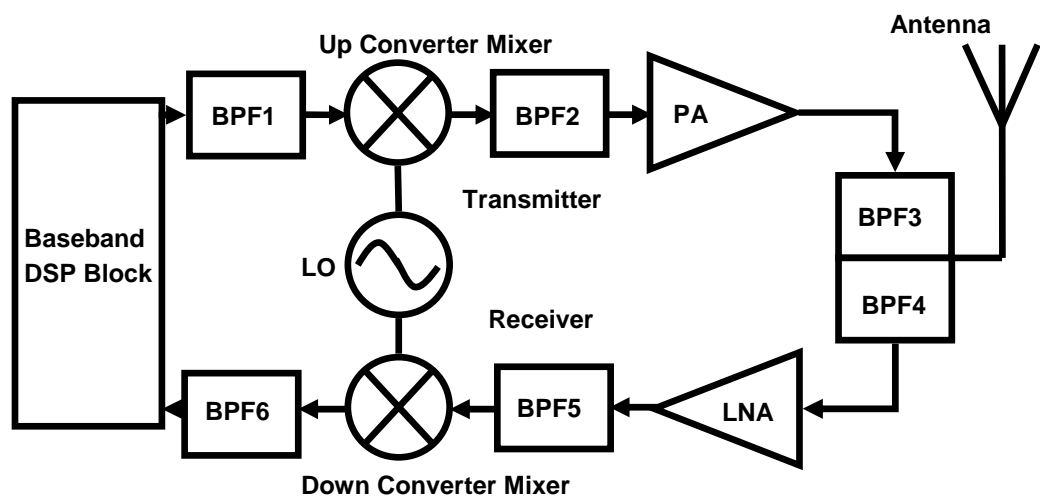 Antenna
Up Converter Mixer
BPF1
BPF2
PA
Transmitter
BPF3
Baseband
DSP Block
LO
BPF4
Receiver
BPF6
BPF5
LNA
Down Converter Mixer